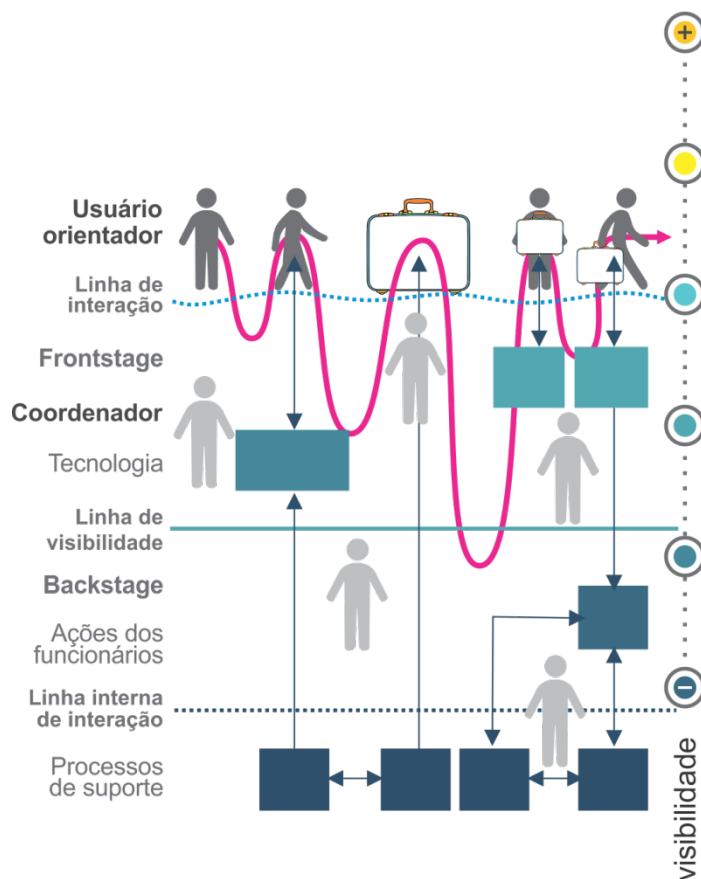 +
Usuário
orientador
Linha de
interação
Frontstage
Coordenador
Tecnologia
Linha de
visibilidade
Backstage
Ações dos
funcionários
Linha interna
de interação
–
Processos
de suporte
visibilidade